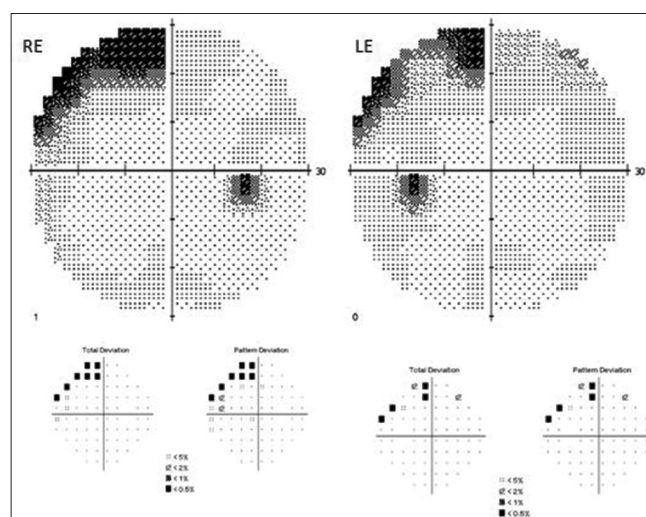 RE
LE
30
30
1
0
Total Deviation
Pattern Deviation
< 5%
< 2%
< 1%
< 0.5%
Total Deviation
Pattern Deviation
< 5%
< 2%
< 1%
< 0.5%